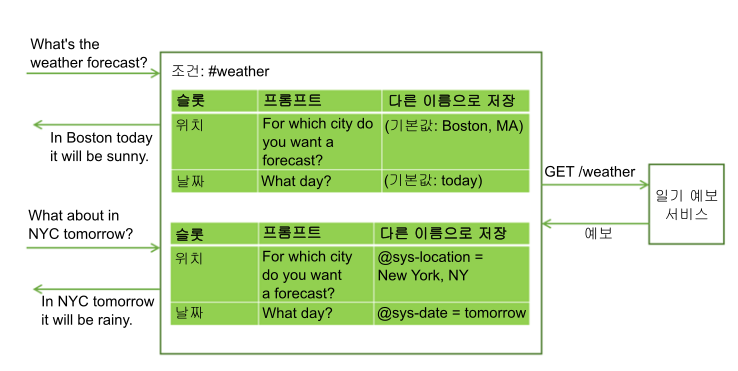 What's the
weather forecast?
In Boston today
it will be sunny.
What about in
NYC tomorrow?
In NYC tomorrow
it will be rainy.
조건: #weather
슬롯 프롬프트 다른 이름으로 저장
위치 For which city do (기본값: Boston, MA)
you want a
forecast?
날짜 What day? (기본값: today)
슬롯 프롬프트 다른 이름으로 저장
위치 For which city @sys-location =
do you want New York, NY
a forecast?
날짜 What day? @sys-date = tomorrow
GET /weather
예보
일기 예보
서비스